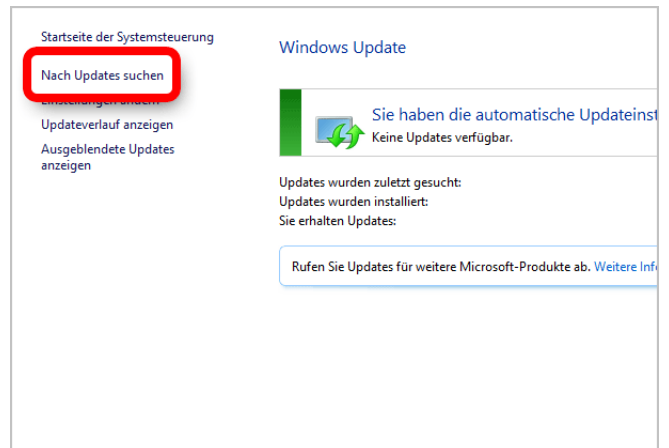 Startseite der Systemsteuerung
Nach Updates suchen
Einstellungen ändern
Updateverlauf anzeigen
Ausgeblendete Updates
anzeigen
Windows Update
Sie haben die automatische Updateinst
Keine Updates verfügbar.
Updates wurden zuletzt gesucht:
Updates wurden installiert:
Sie erhalten Updates:
Rufen Sie Updates für weitere Microsoft-Produkte ab. Weitere Inf